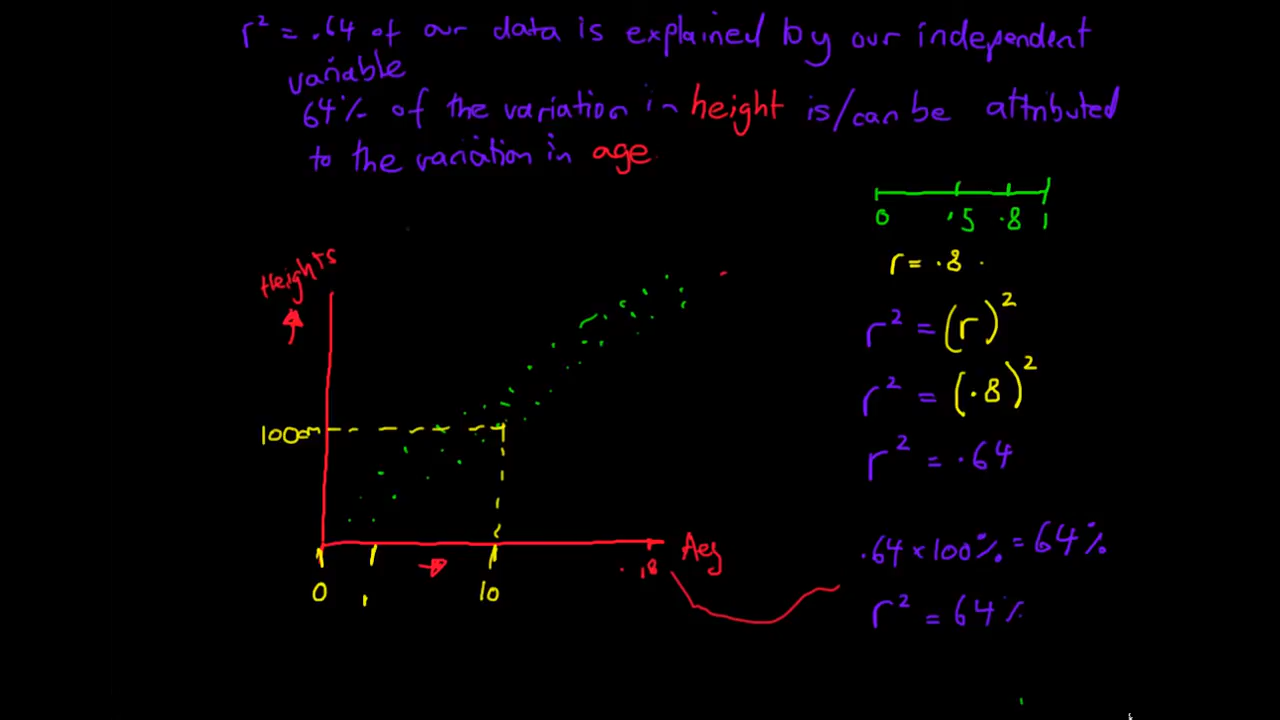 r² = .64 of our data is explained by our independent
variable
64% of the variation in height is/can be attributed
to the variation in age
0 .5 .8 1
r = .8
r² = (r)²
r² = (.8)²
r² = .64
.64 x 100% = 64%
r² = 64%
Heights
100cm
Aeg
18
0 1 10